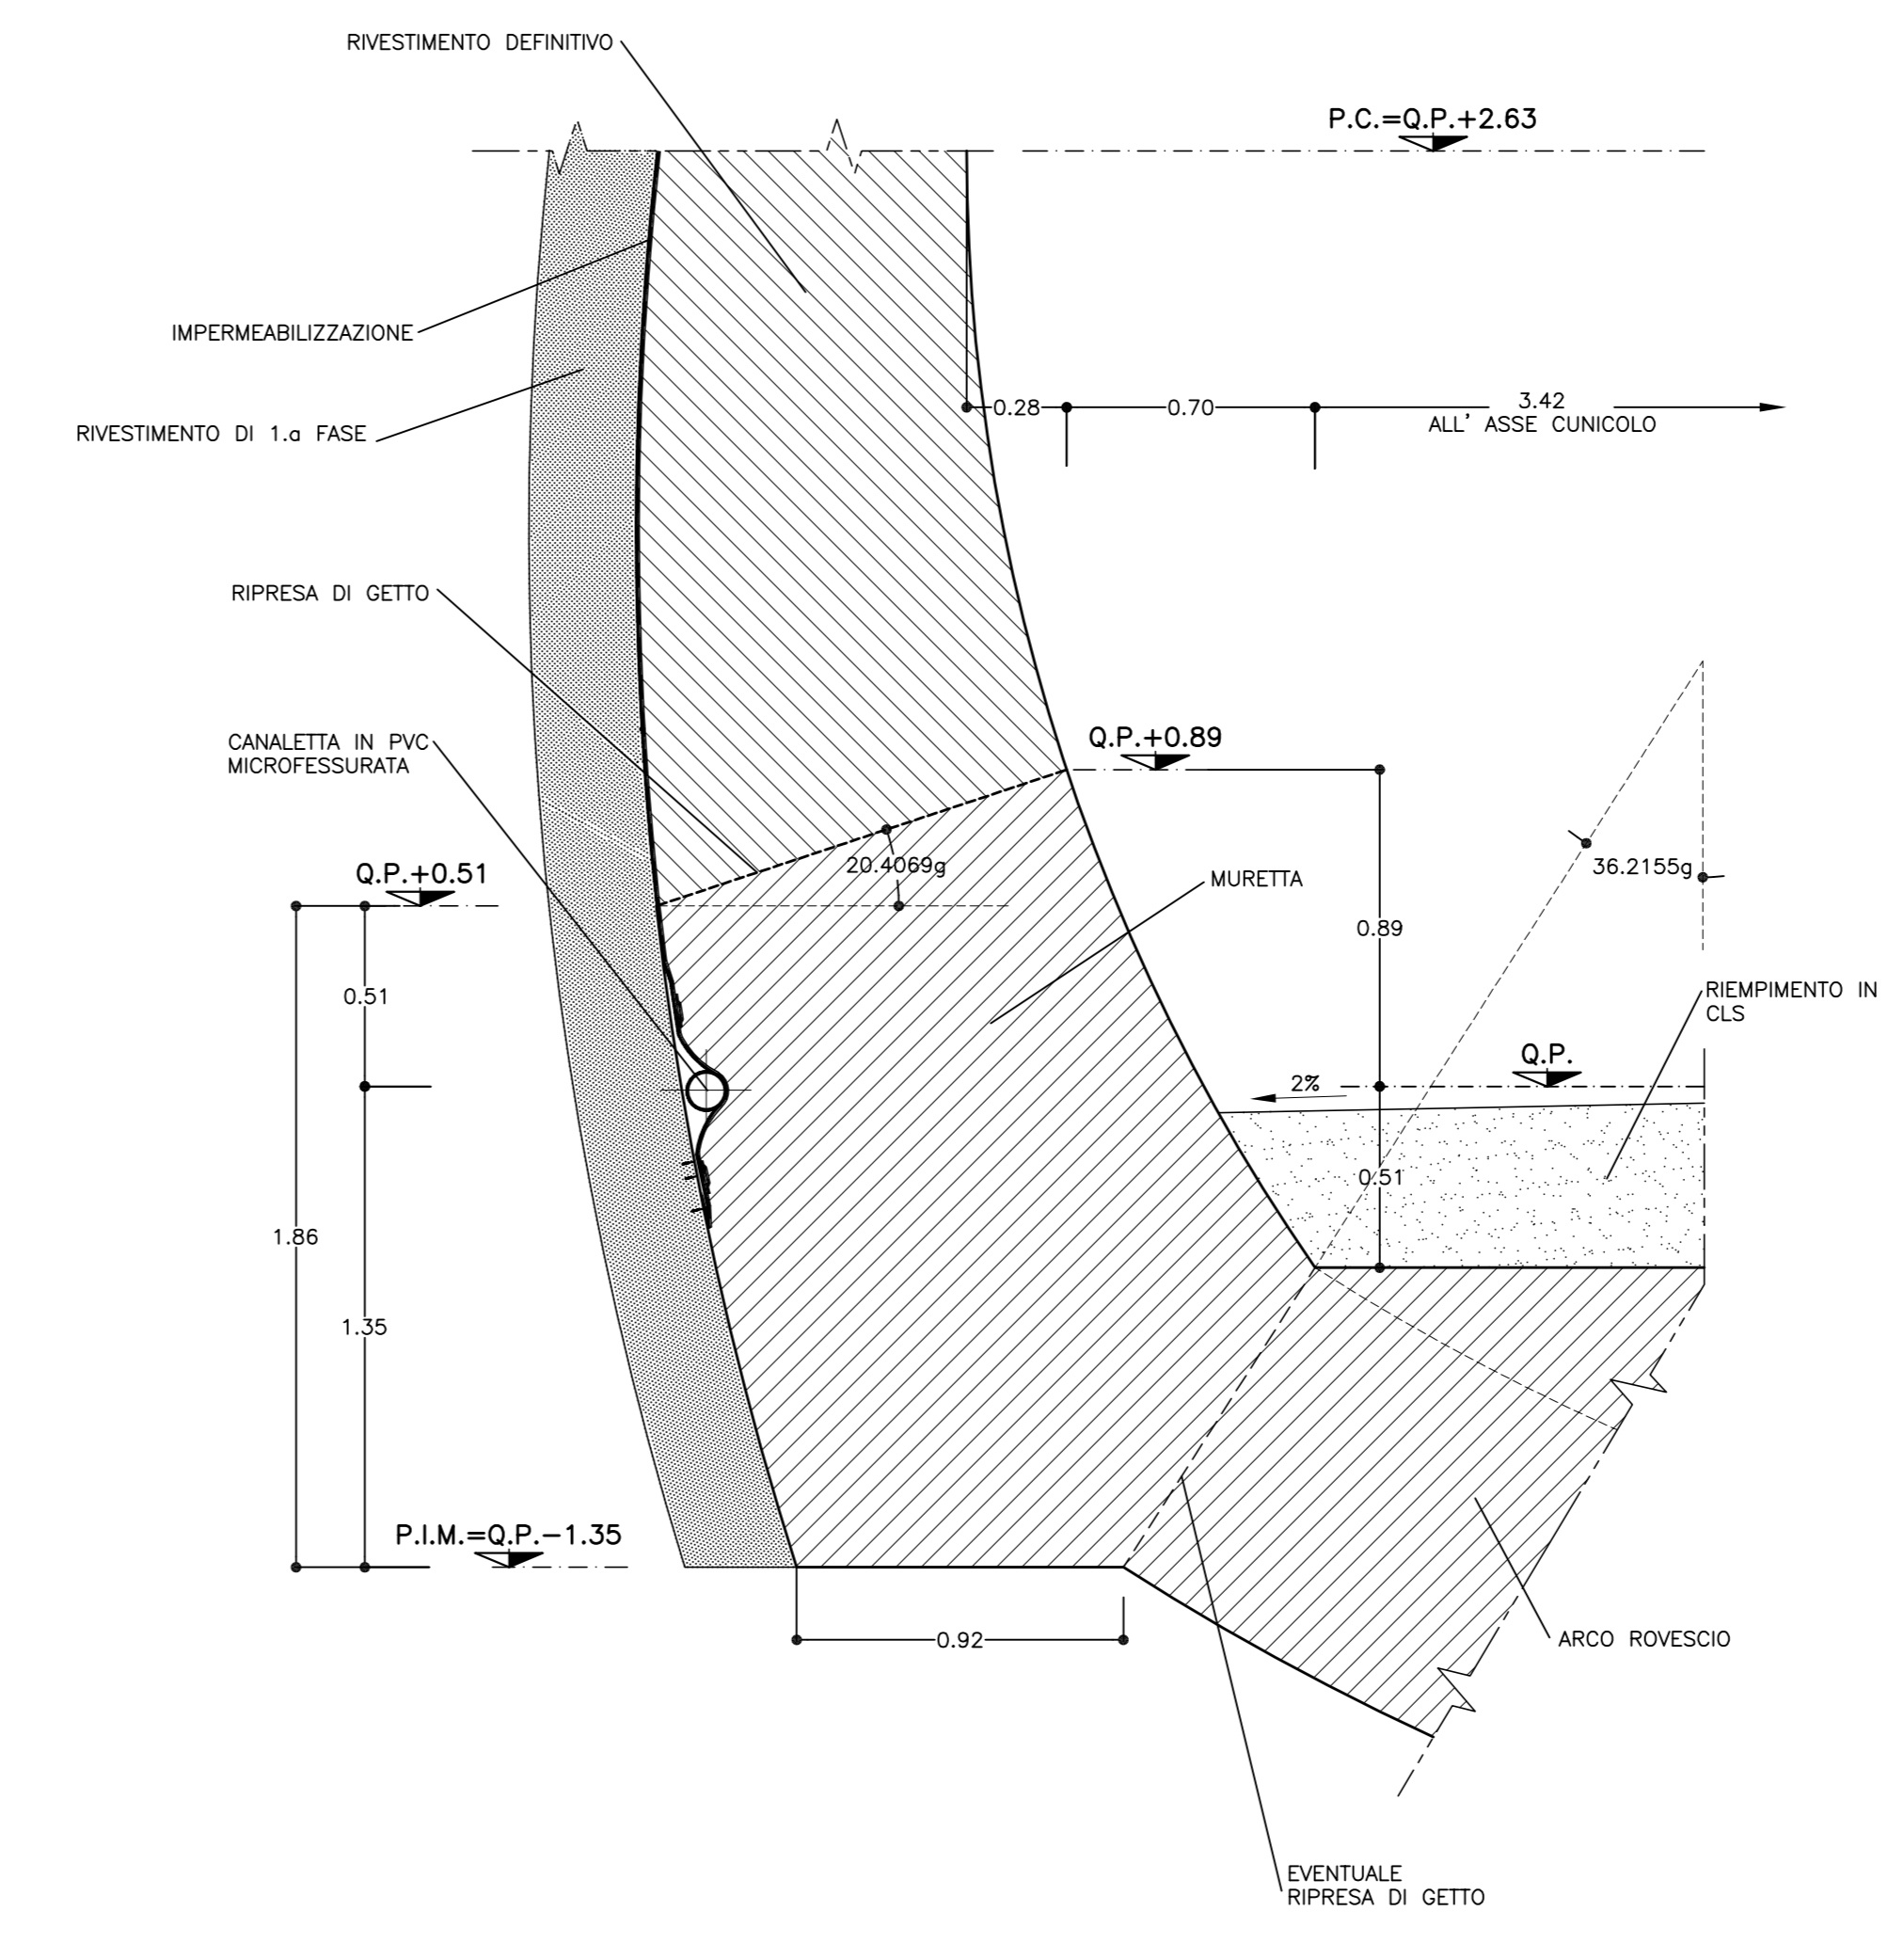 RIVESTIMENTO DEFINITIVO
P.C.=Q.P.+2.63
IMPERMEABILIZZAZIONE
0.28
0.70
3.42
ALL' ASSE CUNICOLO
RIVESTIMENTO DI 1.a FASE
RIPRESA DI GETTO
CANALETTA IN PVC
MICROFESSURATA
Q.P.+0.89
Q.P.+0.51
20.4069g
MURETTA
36.2155g
0.89
0.51
RIEMPIMENTO IN
CLS
Q.P.
2%
0.51
1.86
1.35
P.I.M.=Q.P.-1.35
0.92
ARCO ROVESCIO
EVENTUALE
RIPRESA DI GETTO